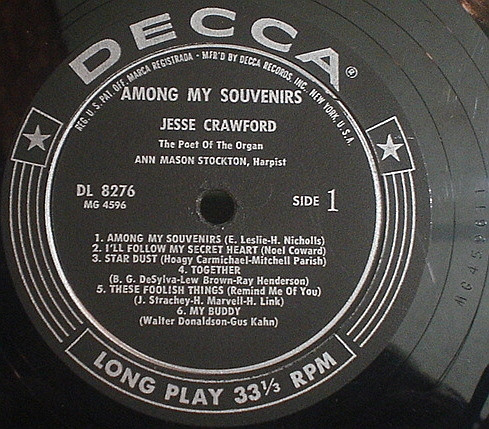 DECCA®
REG. U.S. PAT. OFF. MARCA REGISTRADA - MFR'D BY DECCA RECORDS, INC., NEW YORK, U.S.A.
AMONG MY SOUVENIRS
JESSE CRAWFORD
The Poet Of The Organ
ANN MASON STOCKTON, Harpist
DL 8276
MG 4596
SIDE 1
1. AMONG MY SOUVENIRS (E. Leslie-H. Nicholls)
2. I'LL FOLLOW MY SECRET HEART (Noel Coward)
3. STAR DUST (Hoagy Carmichael-Mitchell Parish)
4. TOGETHER
(B. G. DeSylva-Lew Brown-Ray Henderson)
5. THESE FOOLISH THINGS (Remind Me Of You)
(J. Strachey-H. Marvell-H. Link)
6. MY BUDDY
(Walter Donaldson-Gus Kahn)
LONG PLAY 33⅓ RPM